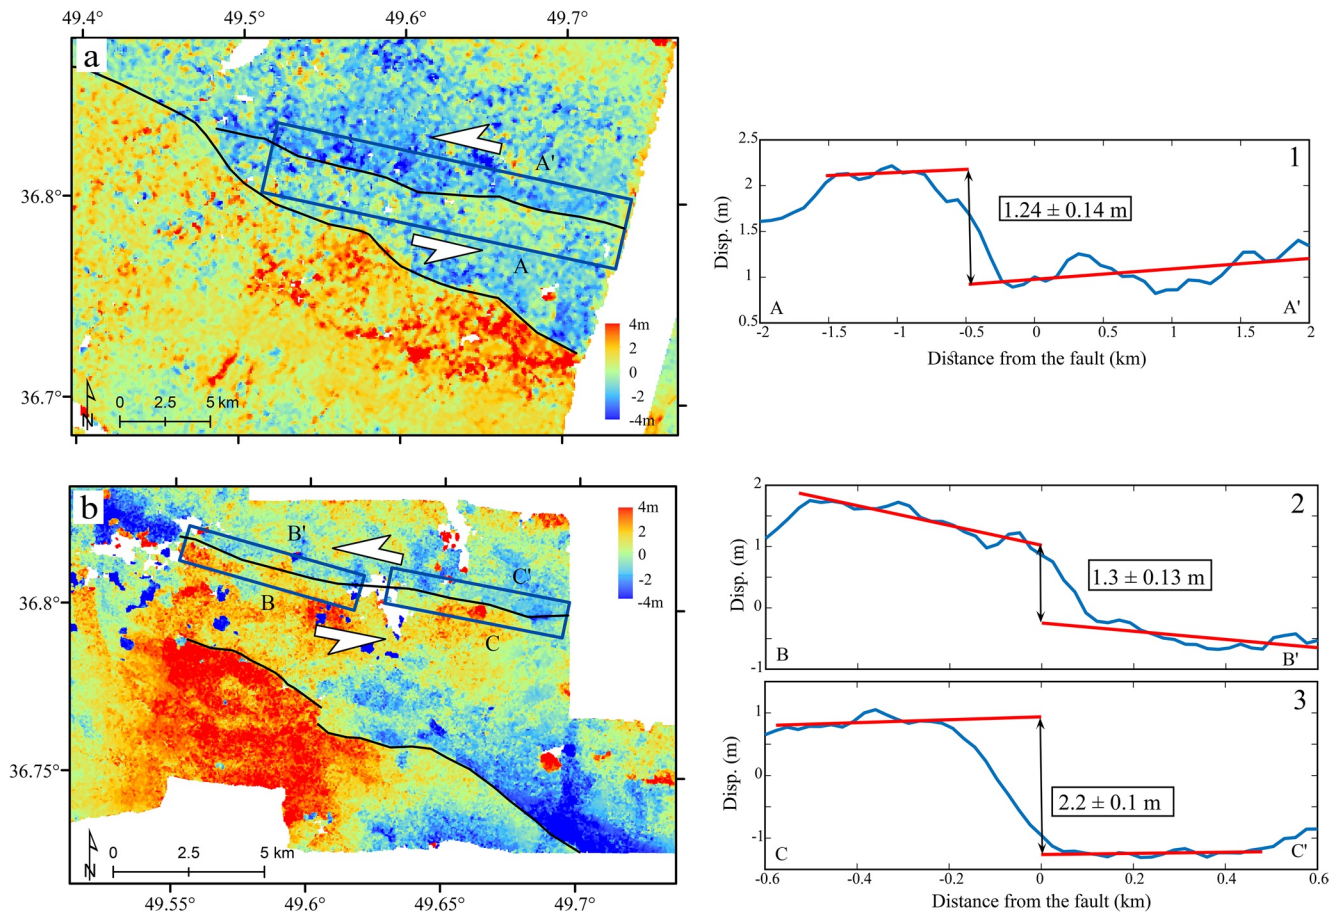 49.4° 49.5° 49.6° 49.7°
a
A'
A
36.8°
36.7°
4m
2
0
-2
-4m
N
0 2.5 5 km
2.5
2
1.5
1
0.5
Disp. (m)
1
1.24 ± 0.14 m
A A'
-2 -1.5 -1 -0.5 0 0.5 1 1.5 2
Distance from the fault (km)
b
B'
B
C'
C
36.8°
36.75°
4m
2
0
-2
-4m
N
0 2.5 5 km
49.55° 49.6° 49.65° 49.7°
2
1
0
-1
Disp. (m)
2
1.3 ± 0.13 m
B B'
1
0
-1
Disp. (m)
3
2.2 ± 0.1 m
C C'
-0.6 -0.4 -0.2 0 0.2 0.4 0.6
Distance from the fault (km)